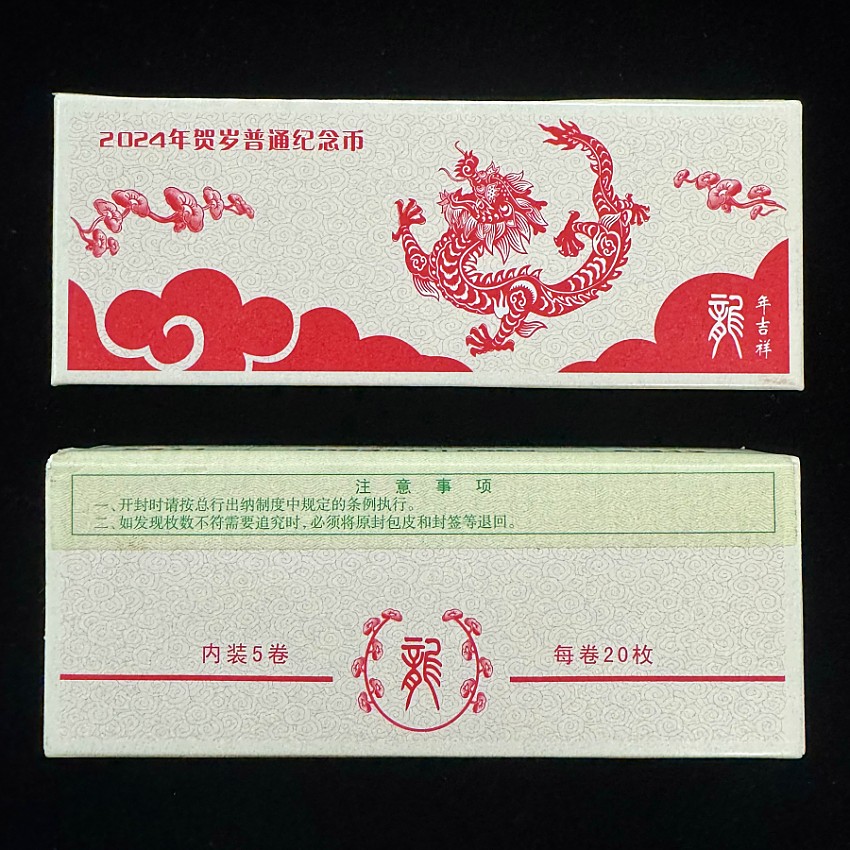 2024年贺岁普通纪念币
龍
年吉祥
注意事项
一、开封时请按总行出纳制度中规定的条例执行。
二、如发现枚数不符需要追究时,必须将原封包皮和封签等退回。
内装5卷
龍
每卷20枚